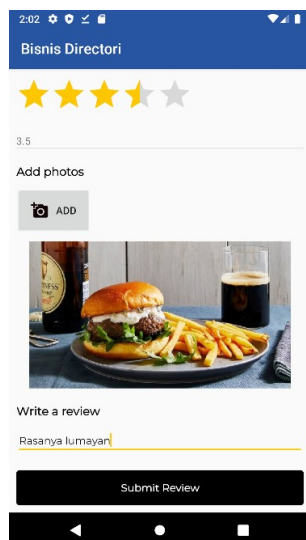 2:02
Bisnis Directori
3.5
Add photos
ADD
Write a review
Rasanya lumayan
Submit Review